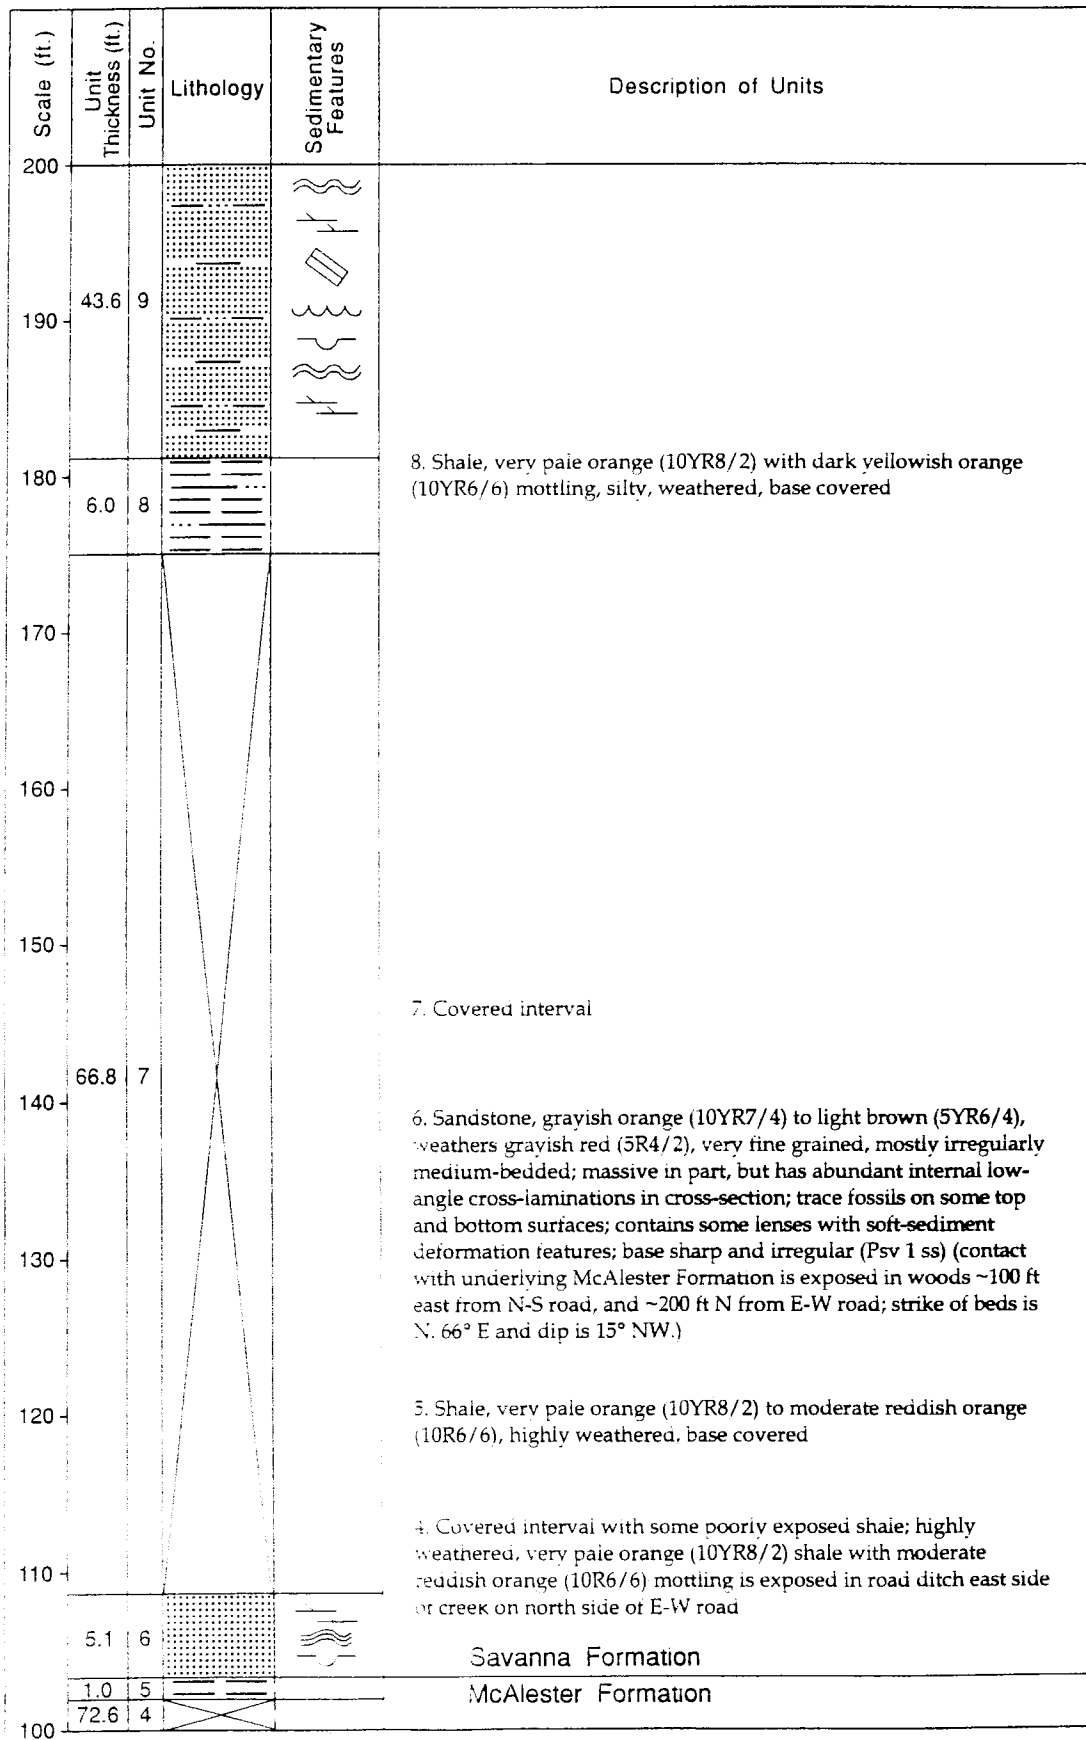 Scale (ft.)
Unit
Thickness (ft.)
Unit No.
Lithology
Sedimentary
Features
Description of Units
200
43.6 9
190
180
6.0 8
8. Shale, very pale orange (10YR8/2) with dark yellowish orange
(10YR6/6) mottling, silty, weathered, base covered
170
160
150
7. Covered interval
66.8 7
140
6. Sandstone, grayish orange (10YR7/4) to light brown (5YR6/4),
weathers grayish red (5R4/2), very fine grained, mostly irregularly
medium-bedded; massive in part, but has abundant internal low-
angle cross-laminations in cross-section; trace fossils on some top
and bottom surfaces; contains some lenses with soft-sediment
deformation features; base sharp and irregular (Psv 1 ss) (contact
with underlying McAlester Formation is exposed in woods ~100 ft
east from N-S road, and ~200 ft N from E-W road; strike of beds is
N. 66° E and dip is 15° NW.)
130
120
5. Shale, very pale orange (10YR8/2) to moderate reddish orange
(10R6/6), highly weathered, base covered
4. Covered interval with some poorly exposed shale; highly
weathered, very pale orange (10YR8/2) shale with moderate
reddish orange (10R6/6) mottling is exposed in road ditch east side
of creek on north side of E-W road
110
5.1 6
Savanna Formation
1.0 5
McAlester Formation
72.6 4
100